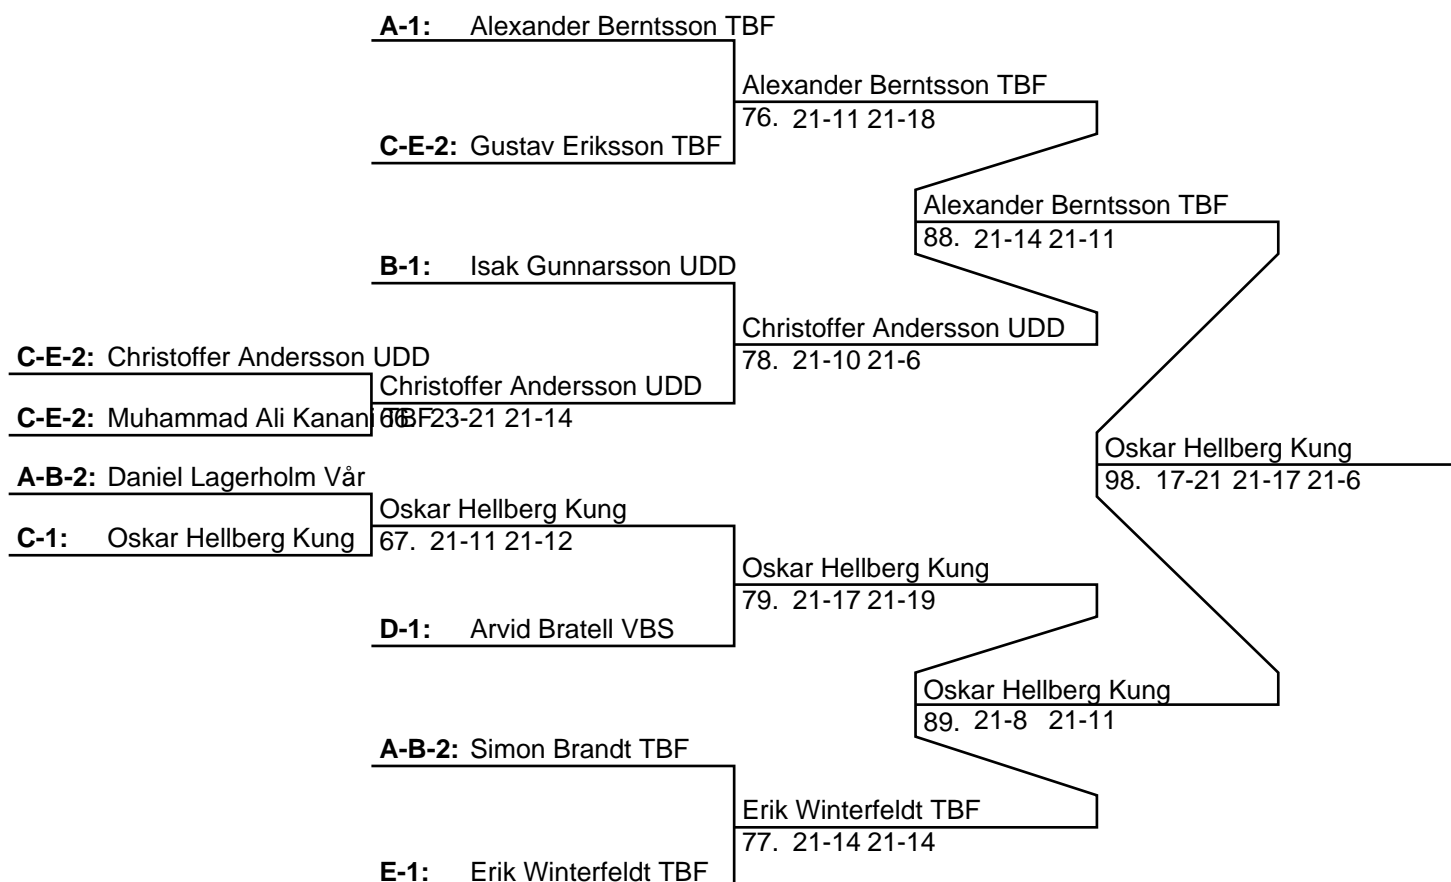 A-1: Alexander Berntsson TBF
Alexander Berntsson TBF
76. 21-11 21-18
C-E-2: Gustav Eriksson TBF
Alexander Berntsson TBF
88. 21-14 21-11
B-1: Isak Gunnarsson UDD
Christoffer Andersson UDD
78. 21-10 21-6
C-E-2: Christoffer Andersson UDD
Christoffer Andersson UDD
C-E-2: Muhammad Ali Kanani TBF
66. 23-21 21-14
Oskar Hellberg Kung
98. 17-21 21-17 21-6
A-B-2: Daniel Lagerholm Vår
Oskar Hellberg Kung
C-1: Oskar Hellberg Kung
67. 21-11 21-12
Oskar Hellberg Kung
79. 21-17 21-19
D-1: Arvid Bratell VBS
Oskar Hellberg Kung
89. 21-8 21-11
A-B-2: Simon Brandt TBF
Erik Winterfeldt TBF
77. 21-14 21-14
E-1: Erik Winterfeldt TBF